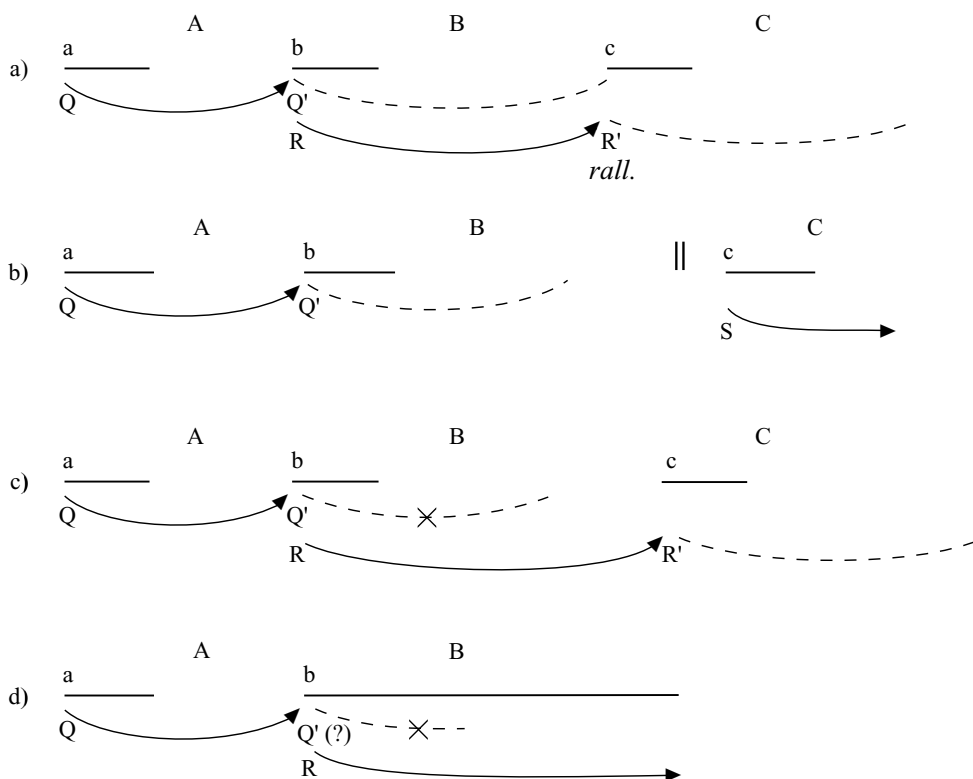 A B C
a b c
a)
Q Q'
R R'
rall.
A B C
a b || c
b)
Q Q'
S
A B C
a b c
c)
Q Q'
R R'
A B
a b
d)
Q Q' (?)
R